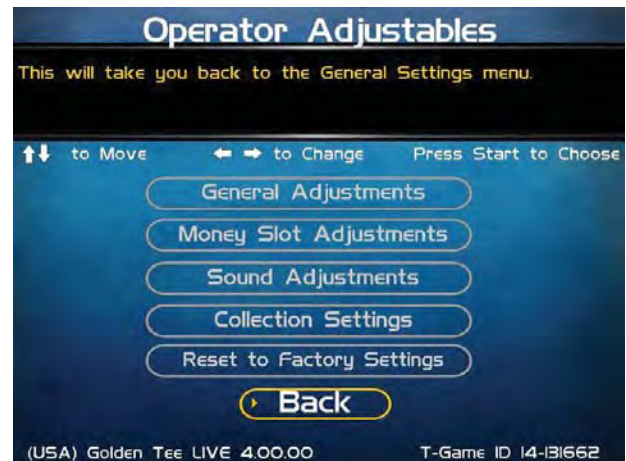 Operator Adjustables
This will take you back to the General Settings menu.
to Move to Change Press Start to Choose
General Adjustments
Money Slot Adjustments
Sound Adjustments
Collection Settings
Reset to Factory Settings
Back
(USA) Golden Tee LIVE 4.00.00 T-Game ID 14-131662